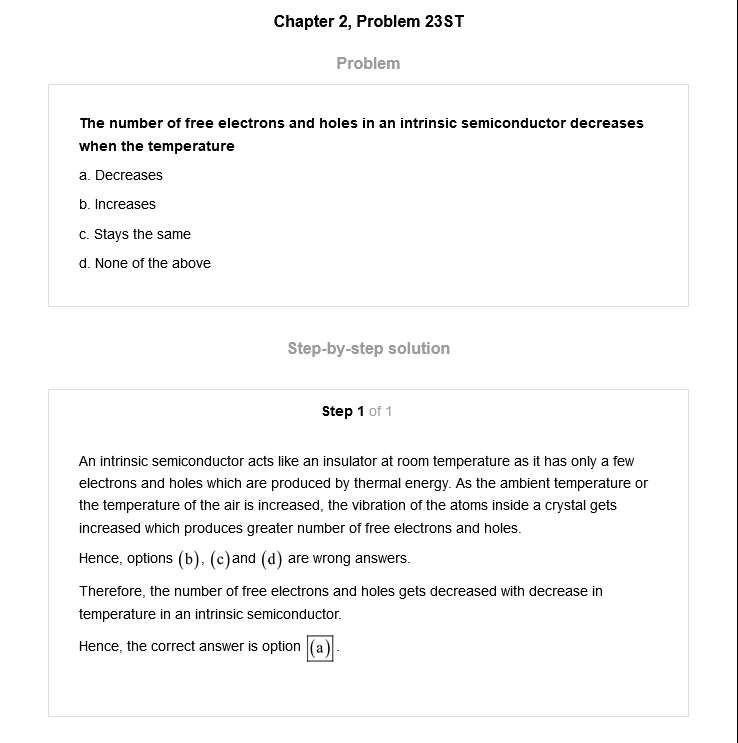 Chapter 2, Problem 23ST
Problem
The number of free electrons and holes in an intrinsic semiconductor decreases
when the temperature
a. Decreases
b. Increases
c. Stays the same
d. None of the above
Step-by-step solution
Step 1 of 1
An intrinsic semiconductor acts like an insulator at room temperature as it has only a few
electrons and holes which are produced by thermal energy. As the ambient temperature or
the temperature of the air is increased, the vibration of the atoms inside a crystal gets
increased which produces greater number of free electrons and holes.
Hence, options (b), (c)and (d) are wrong answers.
Therefore, the number of free electrons and holes gets decreased with decrease in
temperature in an intrinsic semiconductor.
Hence, the correct answer is option (a).